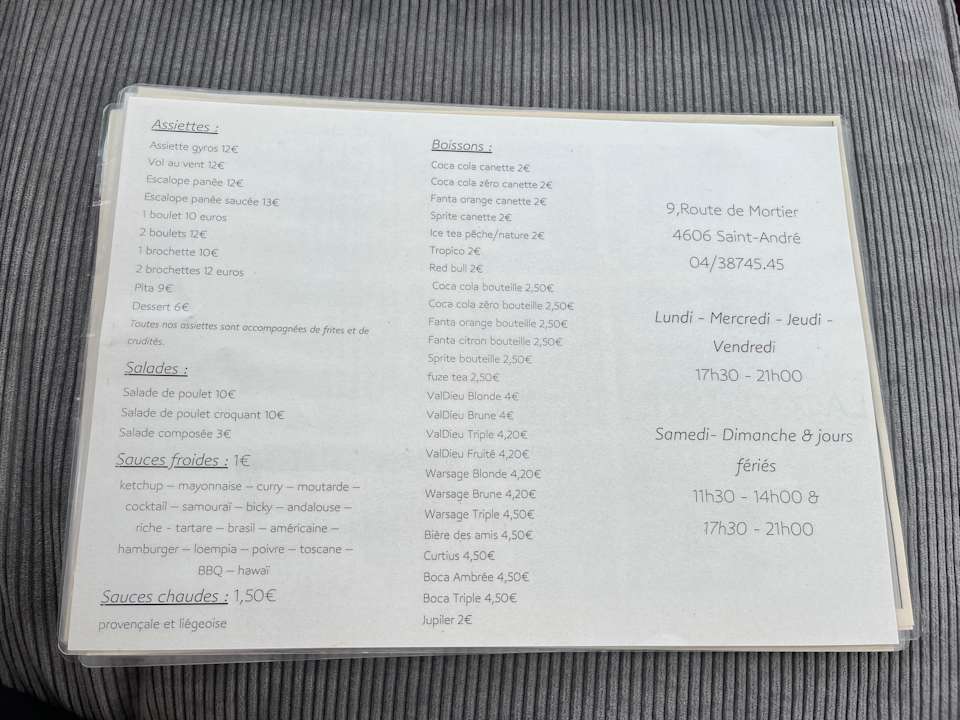 Assiettes :
Assiette gyros 12€
Vol au vent 12€
Escalope panée 12€
Escalope panée saucée 13€
1 boulet 10 euros
2 boulets 12€
1 brochette 10€
2 brochettes 12 euros
Pita 9€
Dessert 6€
Toutes nos assiettes sont accompagnées de frites et de
crudités.
Salades :
Salade de poulet 10€
Salade de poulet croquant 10€
Salade composée 3€
Sauces froides : 1€
ketchup – mayonnaise – curry – moutarde –
cocktail – samouraï – bicky – andalouse –
riche - tartare – brasil – américaine –
hamburger – loempia – poivre – toscane –
BBQ – hawaï
Sauces chaudes : 1,50€
provençale et liégeoise
Boissons :
Coca cola canette 2€
Coca cola zéro canette 2€
Fanta orange canette 2€
Sprite canette 2€
Ice tea pêche/nature 2€
Tropico 2€
Red bull 2€
Coca cola bouteille 2,50€
Coca cola zéro bouteille 2,50€
Fanta orange bouteille 2,50€
Fanta citron bouteille 2,50€
Sprite bouteille 2,50€
fuze tea 2,50€
ValDieu Blonde 4€
ValDieu Brune 4€
ValDieu Triple 4,20€
ValDieu Fruité 4,20€
Warsage Blonde 4,20€
Warsage Brune 4,20€
Warsage Triple 4,50€
Bière des amis 4,50€
Curtius 4,50€
Boca Ambrée 4,50€
Boca Triple 4,50€
Jupiler 2€
9,Route de Mortier
4606 Saint-André
04/38745.45
Lundi - Mercredi - Jeudi -
Vendredi
17h30 - 21h00
Samedi- Dimanche & jours
fériés
11h30 - 14h00 &
17h30 - 21h00